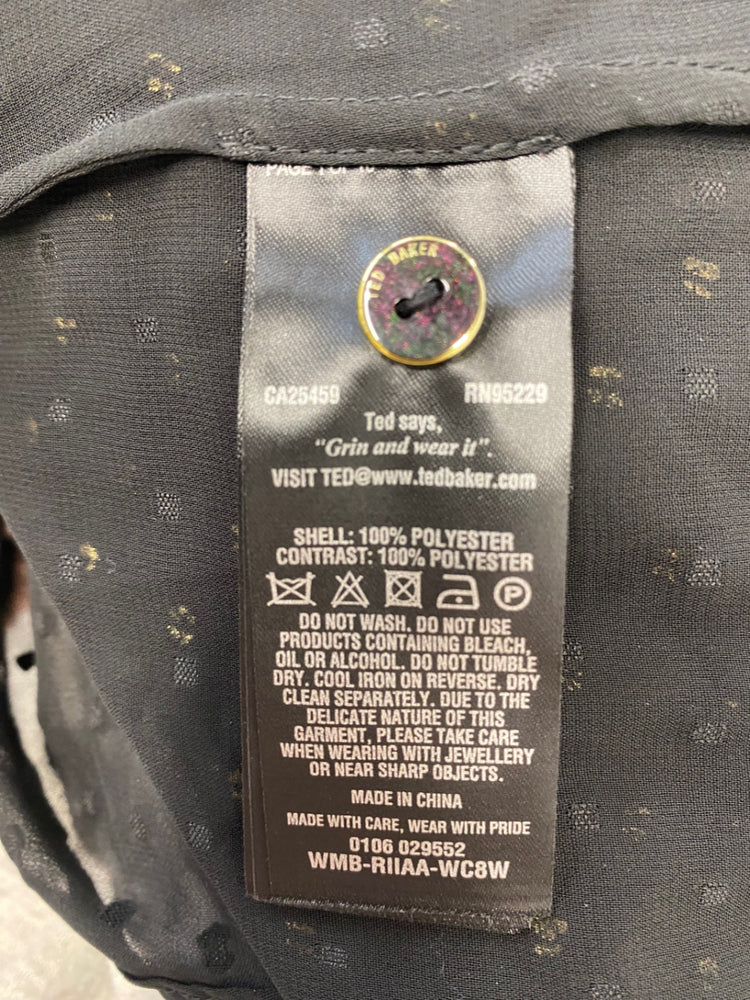 PAGE 1 OF
TED BAKER
CA25459 RN95229
Ted says,
"Grin and wear it".
VISIT TED@www.tedbaker.com
SHELL: 100% POLYESTER
CONTRAST: 100% POLYESTER
P
DO NOT WASH. DO NOT USE
PRODUCTS CONTAINING BLEACH,
OIL OR ALCOHOL. DO NOT TUMBLE
DRY. COOL IRON ON REVERSE. DRY
CLEAN SEPARATELY. DUE TO THE
DELICATE NATURE OF THIS
GARMENT, PLEASE TAKE CARE
WHEN WEARING WITH JEWELLERY
OR NEAR SHARP OBJECTS.
MADE IN CHINA
MADE WITH CARE, WEAR WITH PRIDE
0106 029552
WMB-RIIAA-WC8W